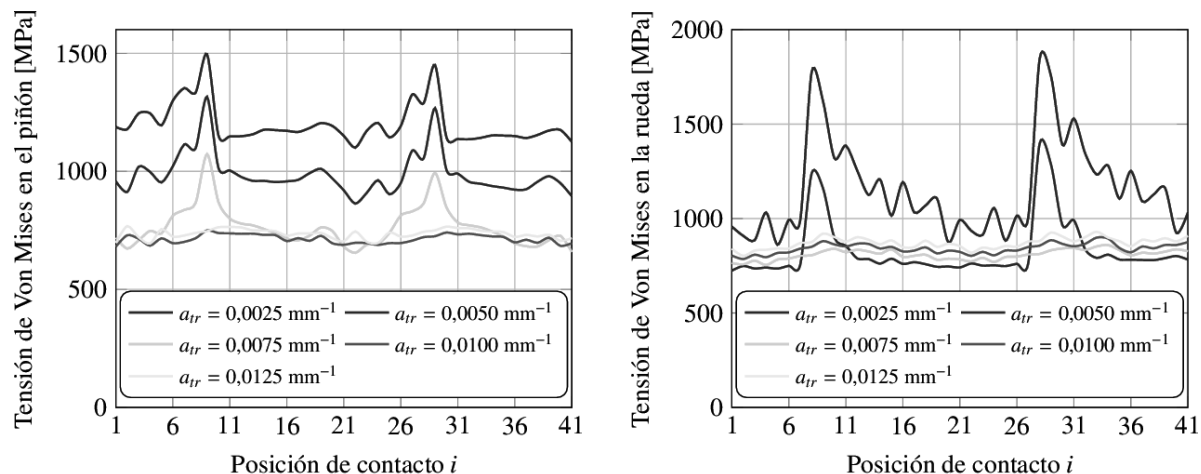 Tensión de Von Mises en el piñón [MPa]
1500
1000
500
0
a_tr = 0,0025 mm⁻¹ a_tr = 0,0050 mm⁻¹
a_tr = 0,0075 mm⁻¹ a_tr = 0,0100 mm⁻¹
a_tr = 0,0125 mm⁻¹
1 6 11 16 21 26 31 36 41
Posición de contacto i
Tensión de Von Mises en la rueda [MPa]
2000
1500
1000
500
0
a_tr = 0,0025 mm⁻¹ a_tr = 0,0050 mm⁻¹
a_tr = 0,0075 mm⁻¹ a_tr = 0,0100 mm⁻¹
a_tr = 0,0125 mm⁻¹
1 6 11 16 21 26 31 36 41
Posición de contacto i